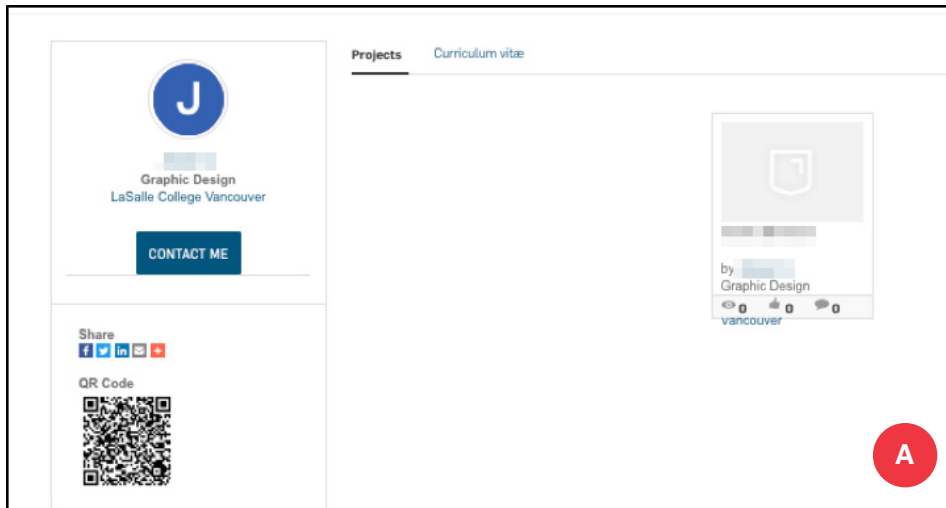 J
Graphic Design
LaSalle College Vancouver
CONTACT ME
Share
QR Code
Projects Curriculum vitæ
by
Graphic Design
0 0 0
Vancouver
A